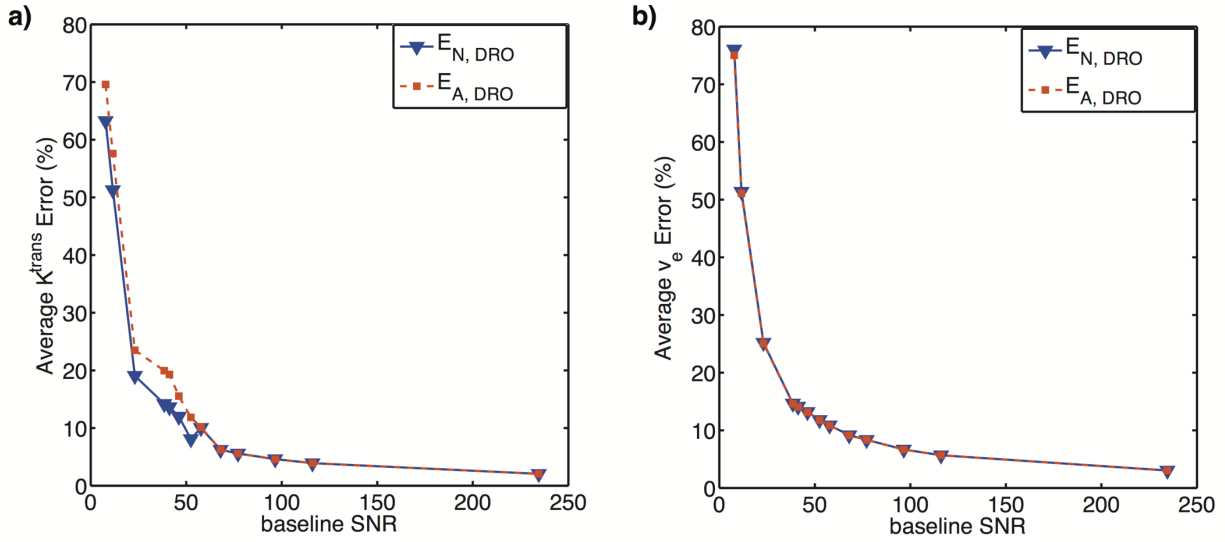 a)
80
70
60
50
40
30
20
10
0
Average K^trans Error (%)
0 50 100 150 200 250
baseline SNR
E_N, DRO
E_A, DRO
b)
80
70
60
50
40
30
20
10
0
Average v_e Error (%)
0 50 100 150 200 250
baseline SNR
E_N, DRO
E_A, DRO